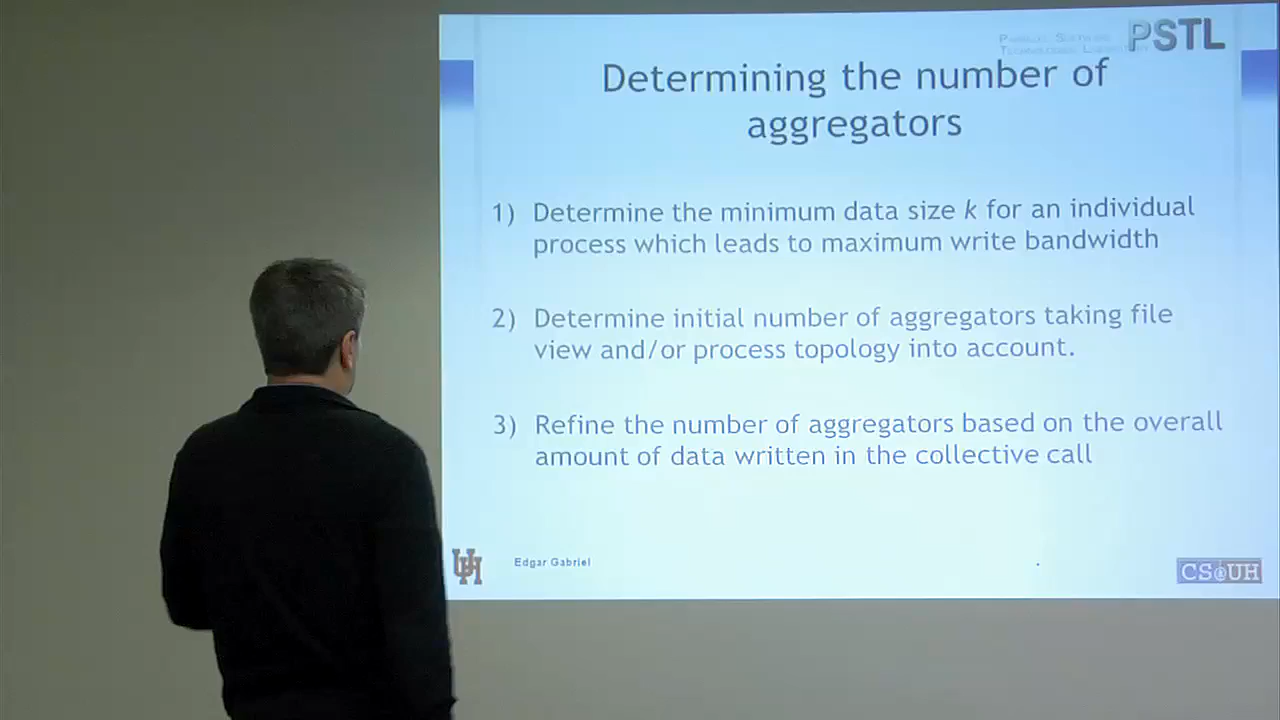 PSTL
Determining the number of
aggregators
1) Determine the minimum data size k for an individual
process which leads to maximum write bandwidth
2) Determine initial number of aggregators taking file
view and/or process topology into account.
3) Refine the number of aggregators based on the overall
amount of data written in the collective call
UH
Edgar Gabriel
CS@UH